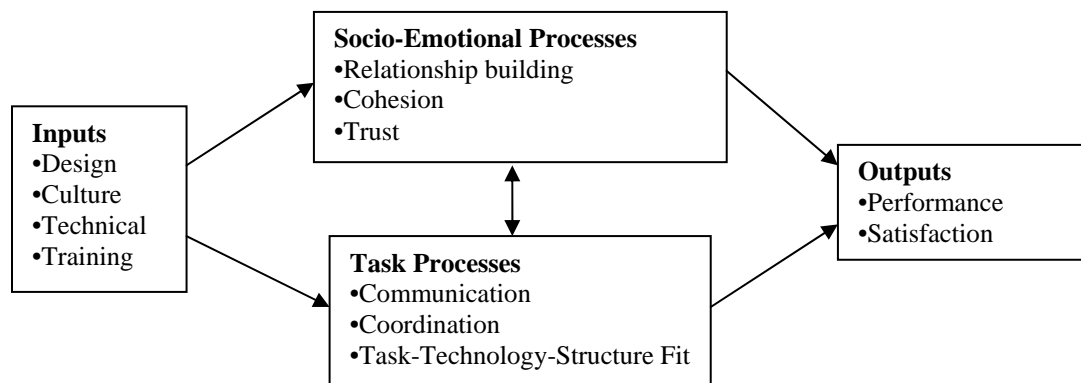 Inputs
•Design
•Culture
•Technical
•Training
Socio-Emotional Processes
•Relationship building
•Cohesion
•Trust
Task Processes
•Communication
•Coordination
•Task-Technology-Structure Fit
Outputs
•Performance
•Satisfaction